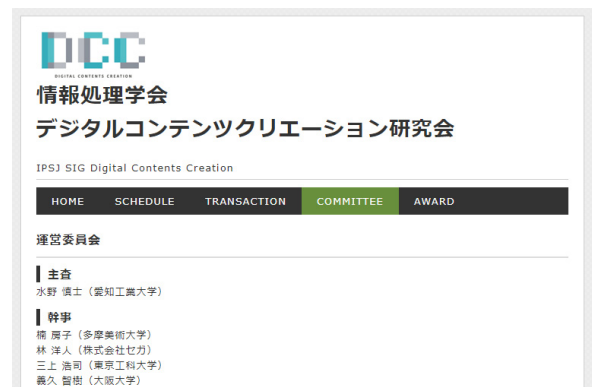 DCC
DIGITAL CONTENTS CREATION
情報処理学会
デジタルコンテンツクリエーション研究会
IPSJ SIG Digital Contents Creation
HOME SCHEDULE TRANSACTION COMMITTEE AWARD
運営委員会
主査
水野 慎士（愛知工業大学）
幹事
楠 房子（多摩美術大学）
林 洋人（株式会社セガ）
三上 浩司（東京工科大学）
義久 智樹（大阪大学）